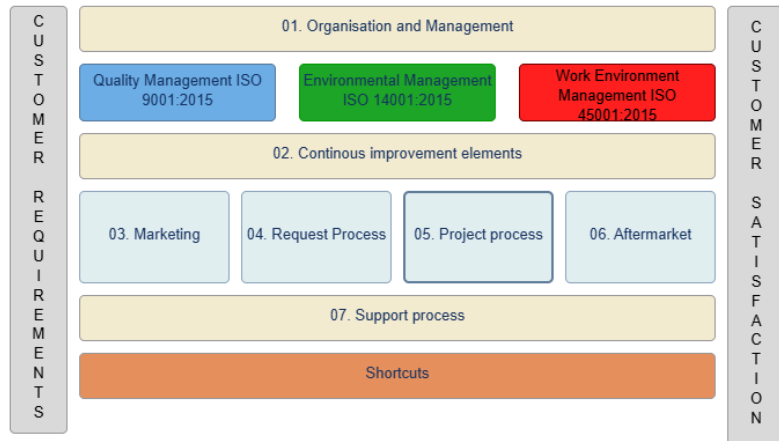 CUSTOMER REQUIREMENTS
01. Organisation and Management
Quality Management ISO
9001:2015
Environmental Management
ISO 14001:2015
Work Environment
Management ISO
45001:2015
02. Continous improvement elements
03. Marketing
04. Request Process
05. Project process
06. Aftermarket
07. Support process
Shortcuts
CUSTOMER SATISFACTION